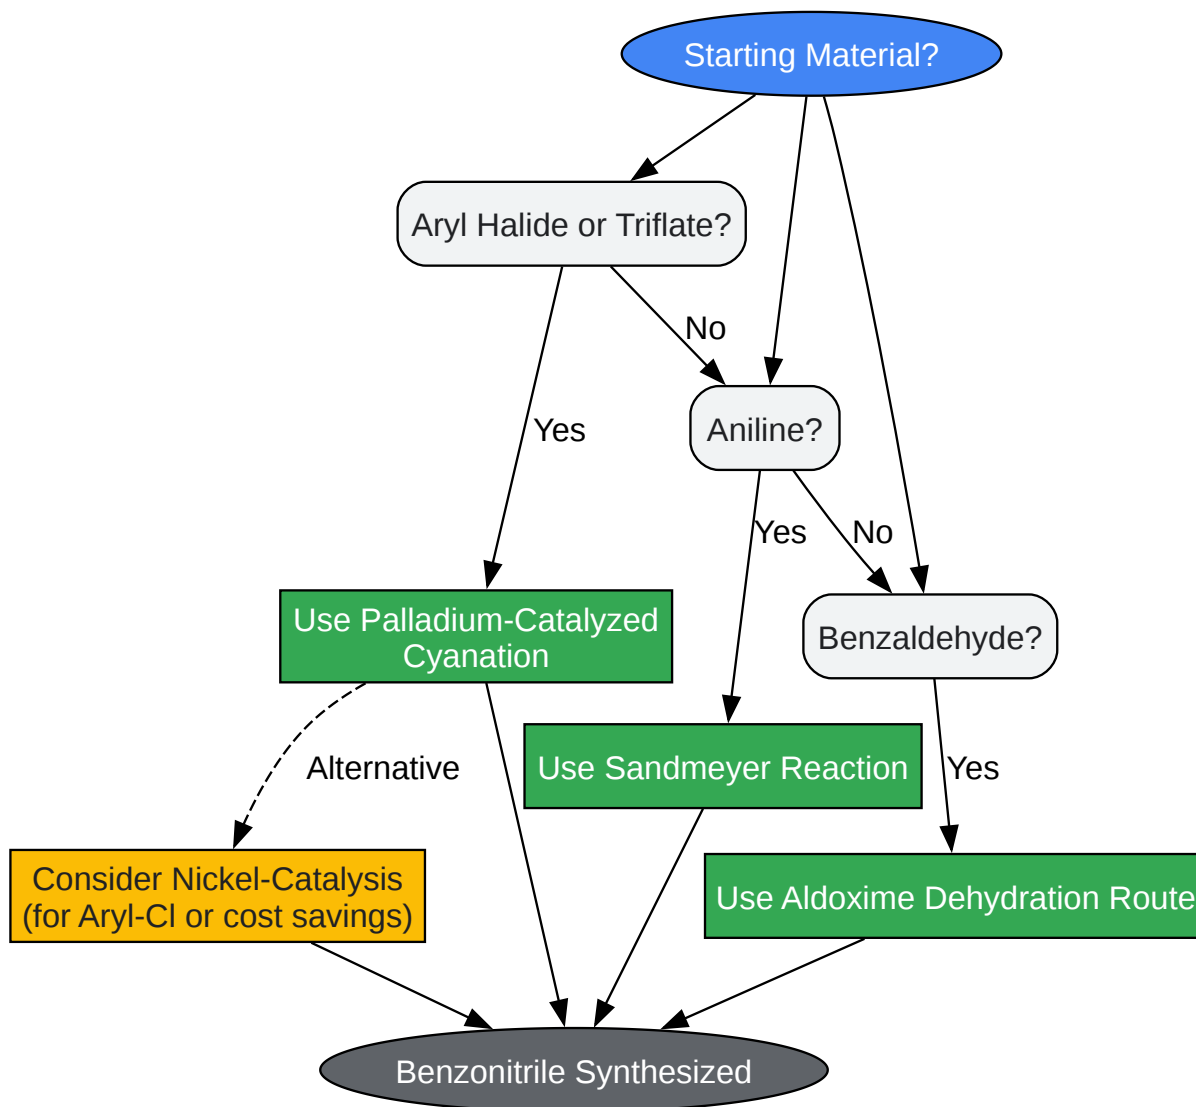 Starting Material?
Aryl Halide or Triflate?
No
Aniline?
Yes
Yes
No
Use Palladium-Catalyzed
Cyanation
Benzaldehyde?
Alternative
Use Sandmeyer Reaction
Yes
Consider Nickel-Catalysis
(for Aryl-Cl or cost savings)
Use Aldoxime Dehydration Route
Benzonitrile Synthesized